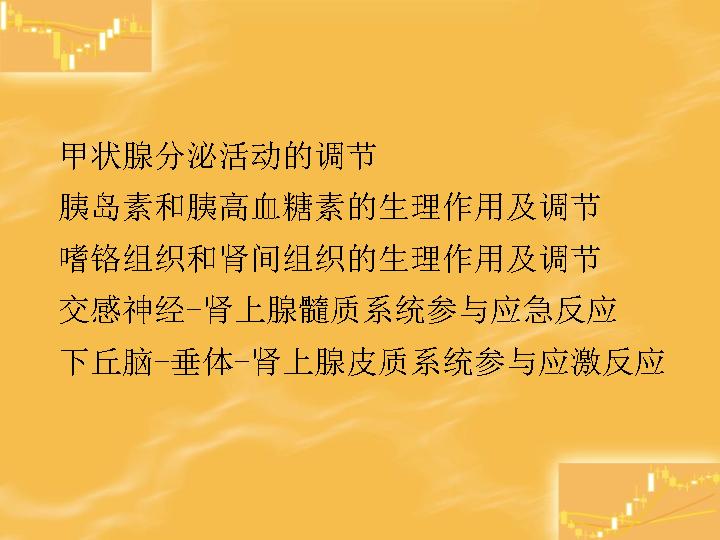 甲状腺分泌活动的调节
胰岛素和胰高血糖素的生理作用及调节
嗜铬组织和肾间组织的生理作用及调节
交感神经-肾上腺髓质系统参与应急反应
下丘脑-垂体-肾上腺皮质系统参与应激反应